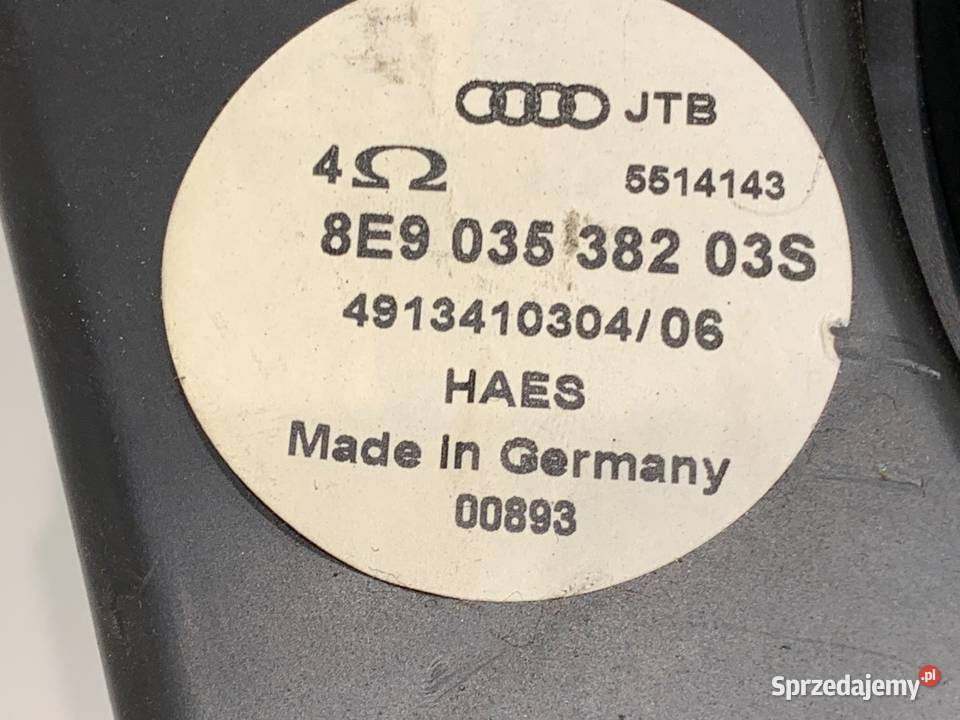 JTB
4Ω 5514143
8E9 035 382 03S
4913410304/06
HAES
Made in Germany
00893
Sprzedajemy.pl